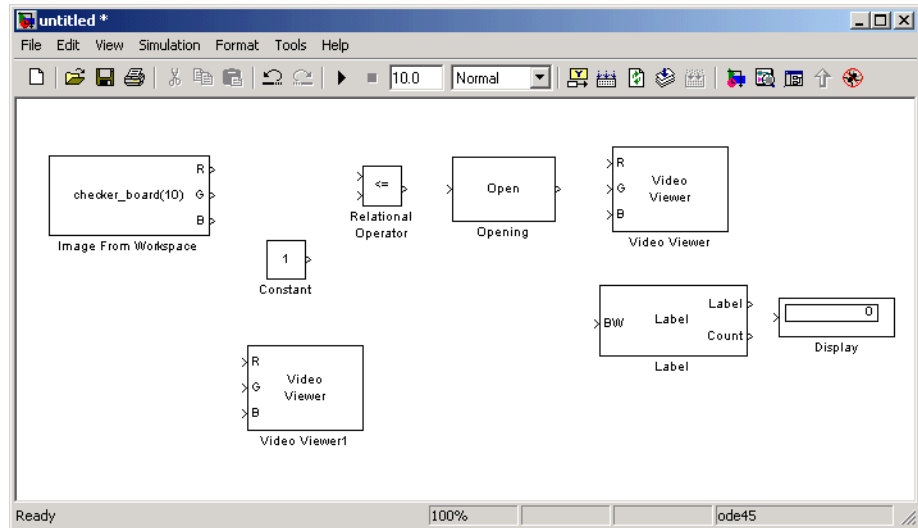 untitled *
File Edit View Simulation Format Tools Help
10.0 Normal
R
checker_board(10) G
B
Image From Workspace
1
Constant
<=
Relational
Operator
Open
Opening
R
G
B
Video
Viewer
Video Viewer
BW Label Label
Count
Label
0
Display
R
G
B
Video
Viewer
Video Viewer1
Ready 100% ode45